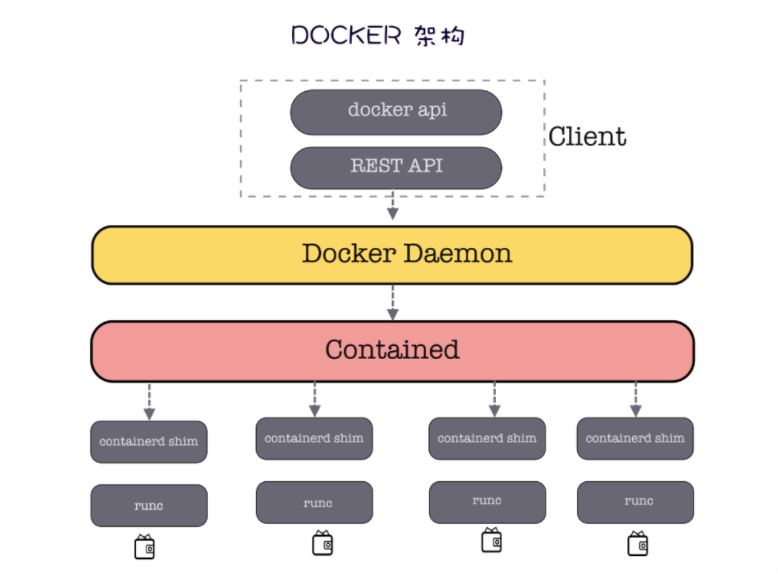 DOCKER 架构
docker api
Client
REST API
Docker Daemon
Contained
containerd shim
containerd shim
containerd shim
containerd shim
runc
runc
runc
runc